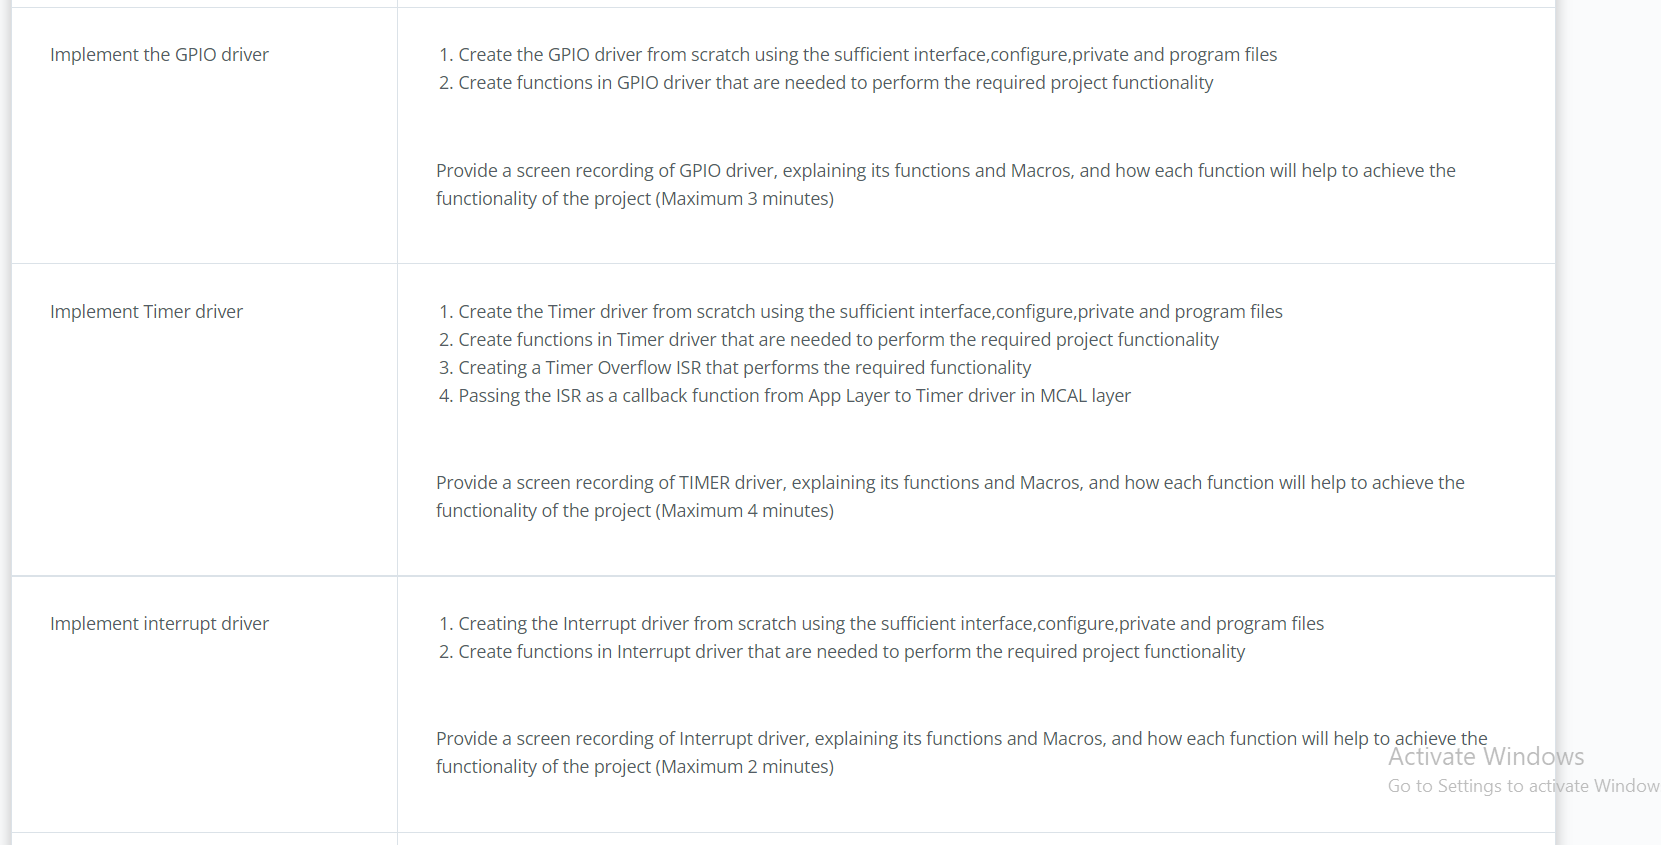 Implement the GPIO driver
1. Create the GPIO driver from scratch using the sufficient interface,configure,private and program files
2. Create functions in GPIO driver that are needed to perform the required project functionality
Provide a screen recording of GPIO driver, explaining its functions and Macros, and how each function will help to achieve the
functionality of the project (Maximum 3 minutes)
Implement Timer driver
1. Create the Timer driver from scratch using the sufficient interface,configure,private and program files
2. Create functions in Timer driver that are needed to perform the required project functionality
3. Creating a Timer Overflow ISR that performs the required functionality
4. Passing the ISR as a callback function from App Layer to Timer driver in MCAL layer
Provide a screen recording of TIMER driver, explaining its functions and Macros, and how each function will help to achieve the
functionality of the project (Maximum 4 minutes)
Implement interrupt driver
1. Creating the Interrupt driver from scratch using the sufficient interface,configure,private and program files
2. Create functions in Interrupt driver that are needed to perform the required project functionality
Provide a screen recording of Interrupt driver, explaining its functions and Macros, and how each function will help to achieve the
functionality of the project (Maximum 2 minutes)
Activate Windows
Go to Settings to activate Window